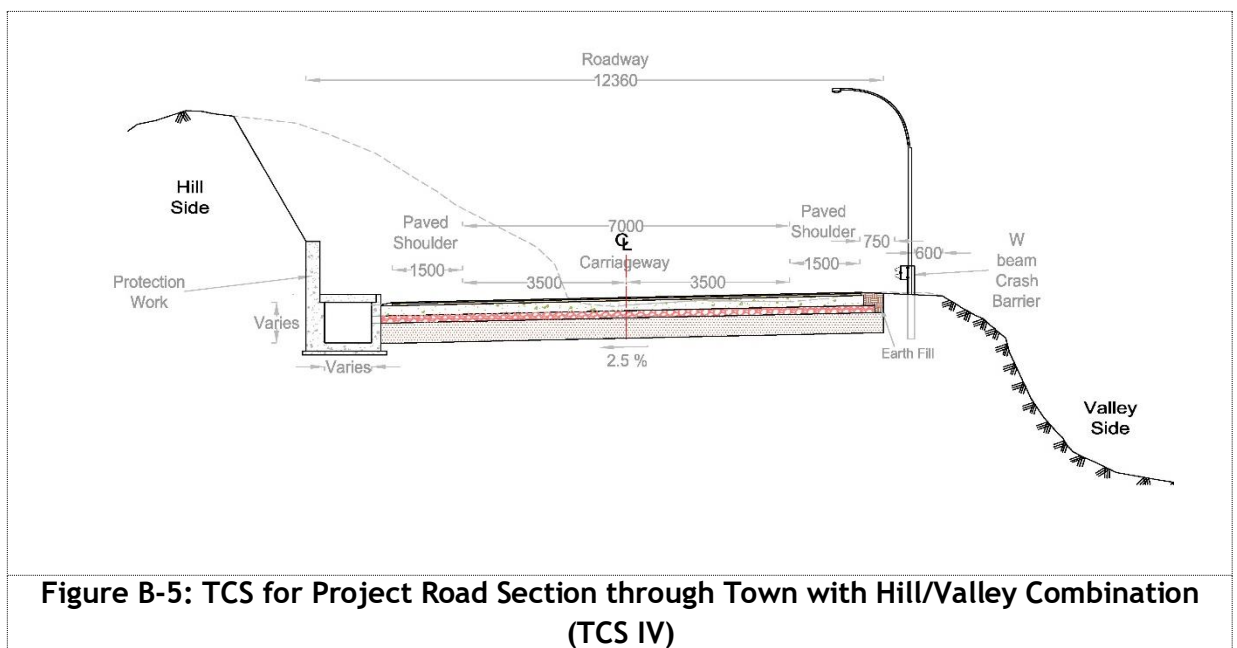 Roadway
12360
Hill
Side
Paved
Shoulder
7000
Paved
Shoulder
750
600
W
beam
Crash
Barrier
℄
Carriageway
1500
3500
3500
1500
Protection
Work
Varies
Varies
2.5 %
Earth Fill
Valley
Side
Figure B-5: TCS for Project Road Section through Town with Hill/Valley Combination
(TCS IV)